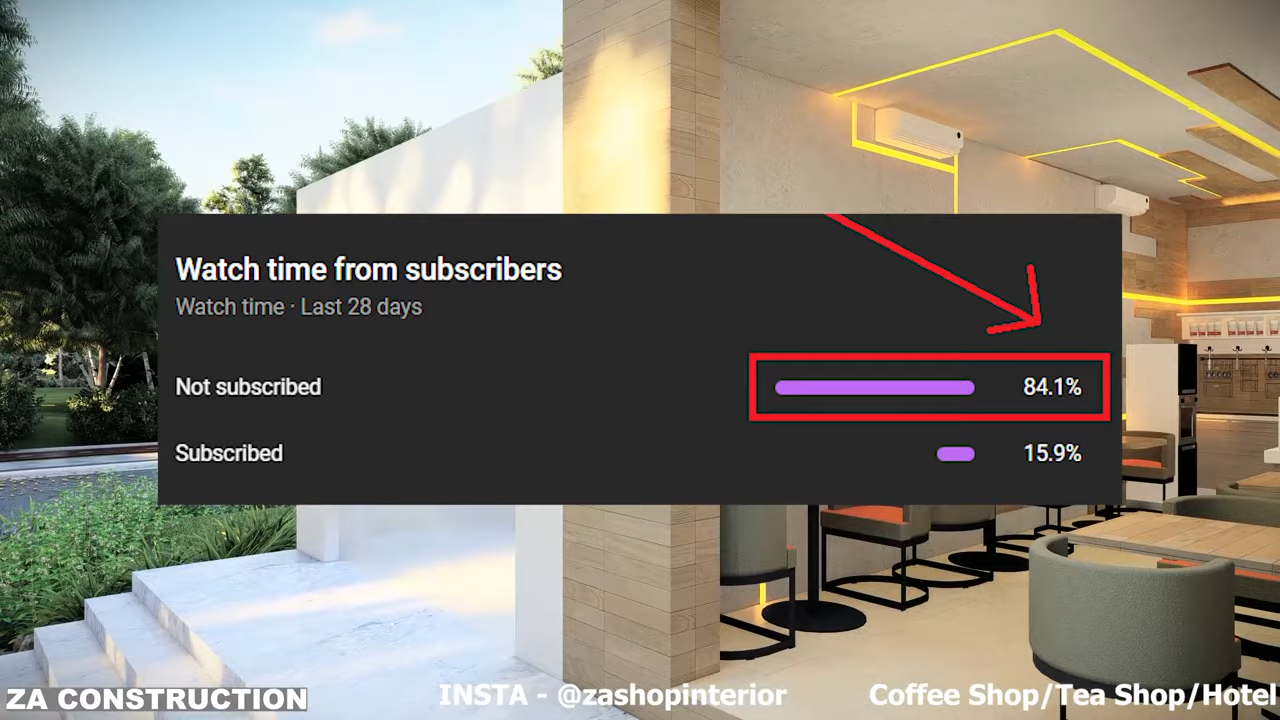 Watch time from subscribers
Watch time · Last 28 days
Not subscribed 84.1%
Subscribed 15.9%
ZA CONSTRUCTION INSTA - @zashopinterior Coffee Shop/Tea Shop/Hotel